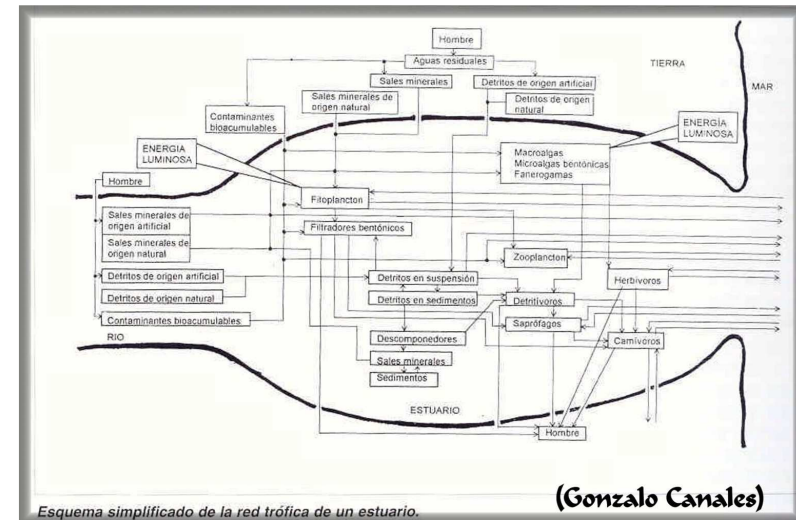 Hombre
Aguas residuales
TIERRA
MAR
Sales minerales
Detritos de origen artificial
Sales minerales de
origen natural
Detritos de origen
natural
Contaminantes
bioacumulables
ENERGIA
LUMINOSA
ENERGÍA
LUMINOSA
Macroalgas
Microalgas bentónicas
Fanerogamas
Hombre
Fitoplancton
Sales minerales de
origen artificial
Filtradores bentónicos
Sales minerales de
origen natural
Zooplancton
Detritos de origen artificial
Detritos en suspensión
Herbívoros
Detritos de origen natural
Detritos en sedimentos
Detritívoros
Contaminantes bioacumulables
Saprófagos
RIO
Descomponedores
Carnívoros
Sales minerales
Sedimentos
ESTUARIO
Hombre
(Gonzalo Canales)
Esquema simplificado de la red trófica de un estuario.